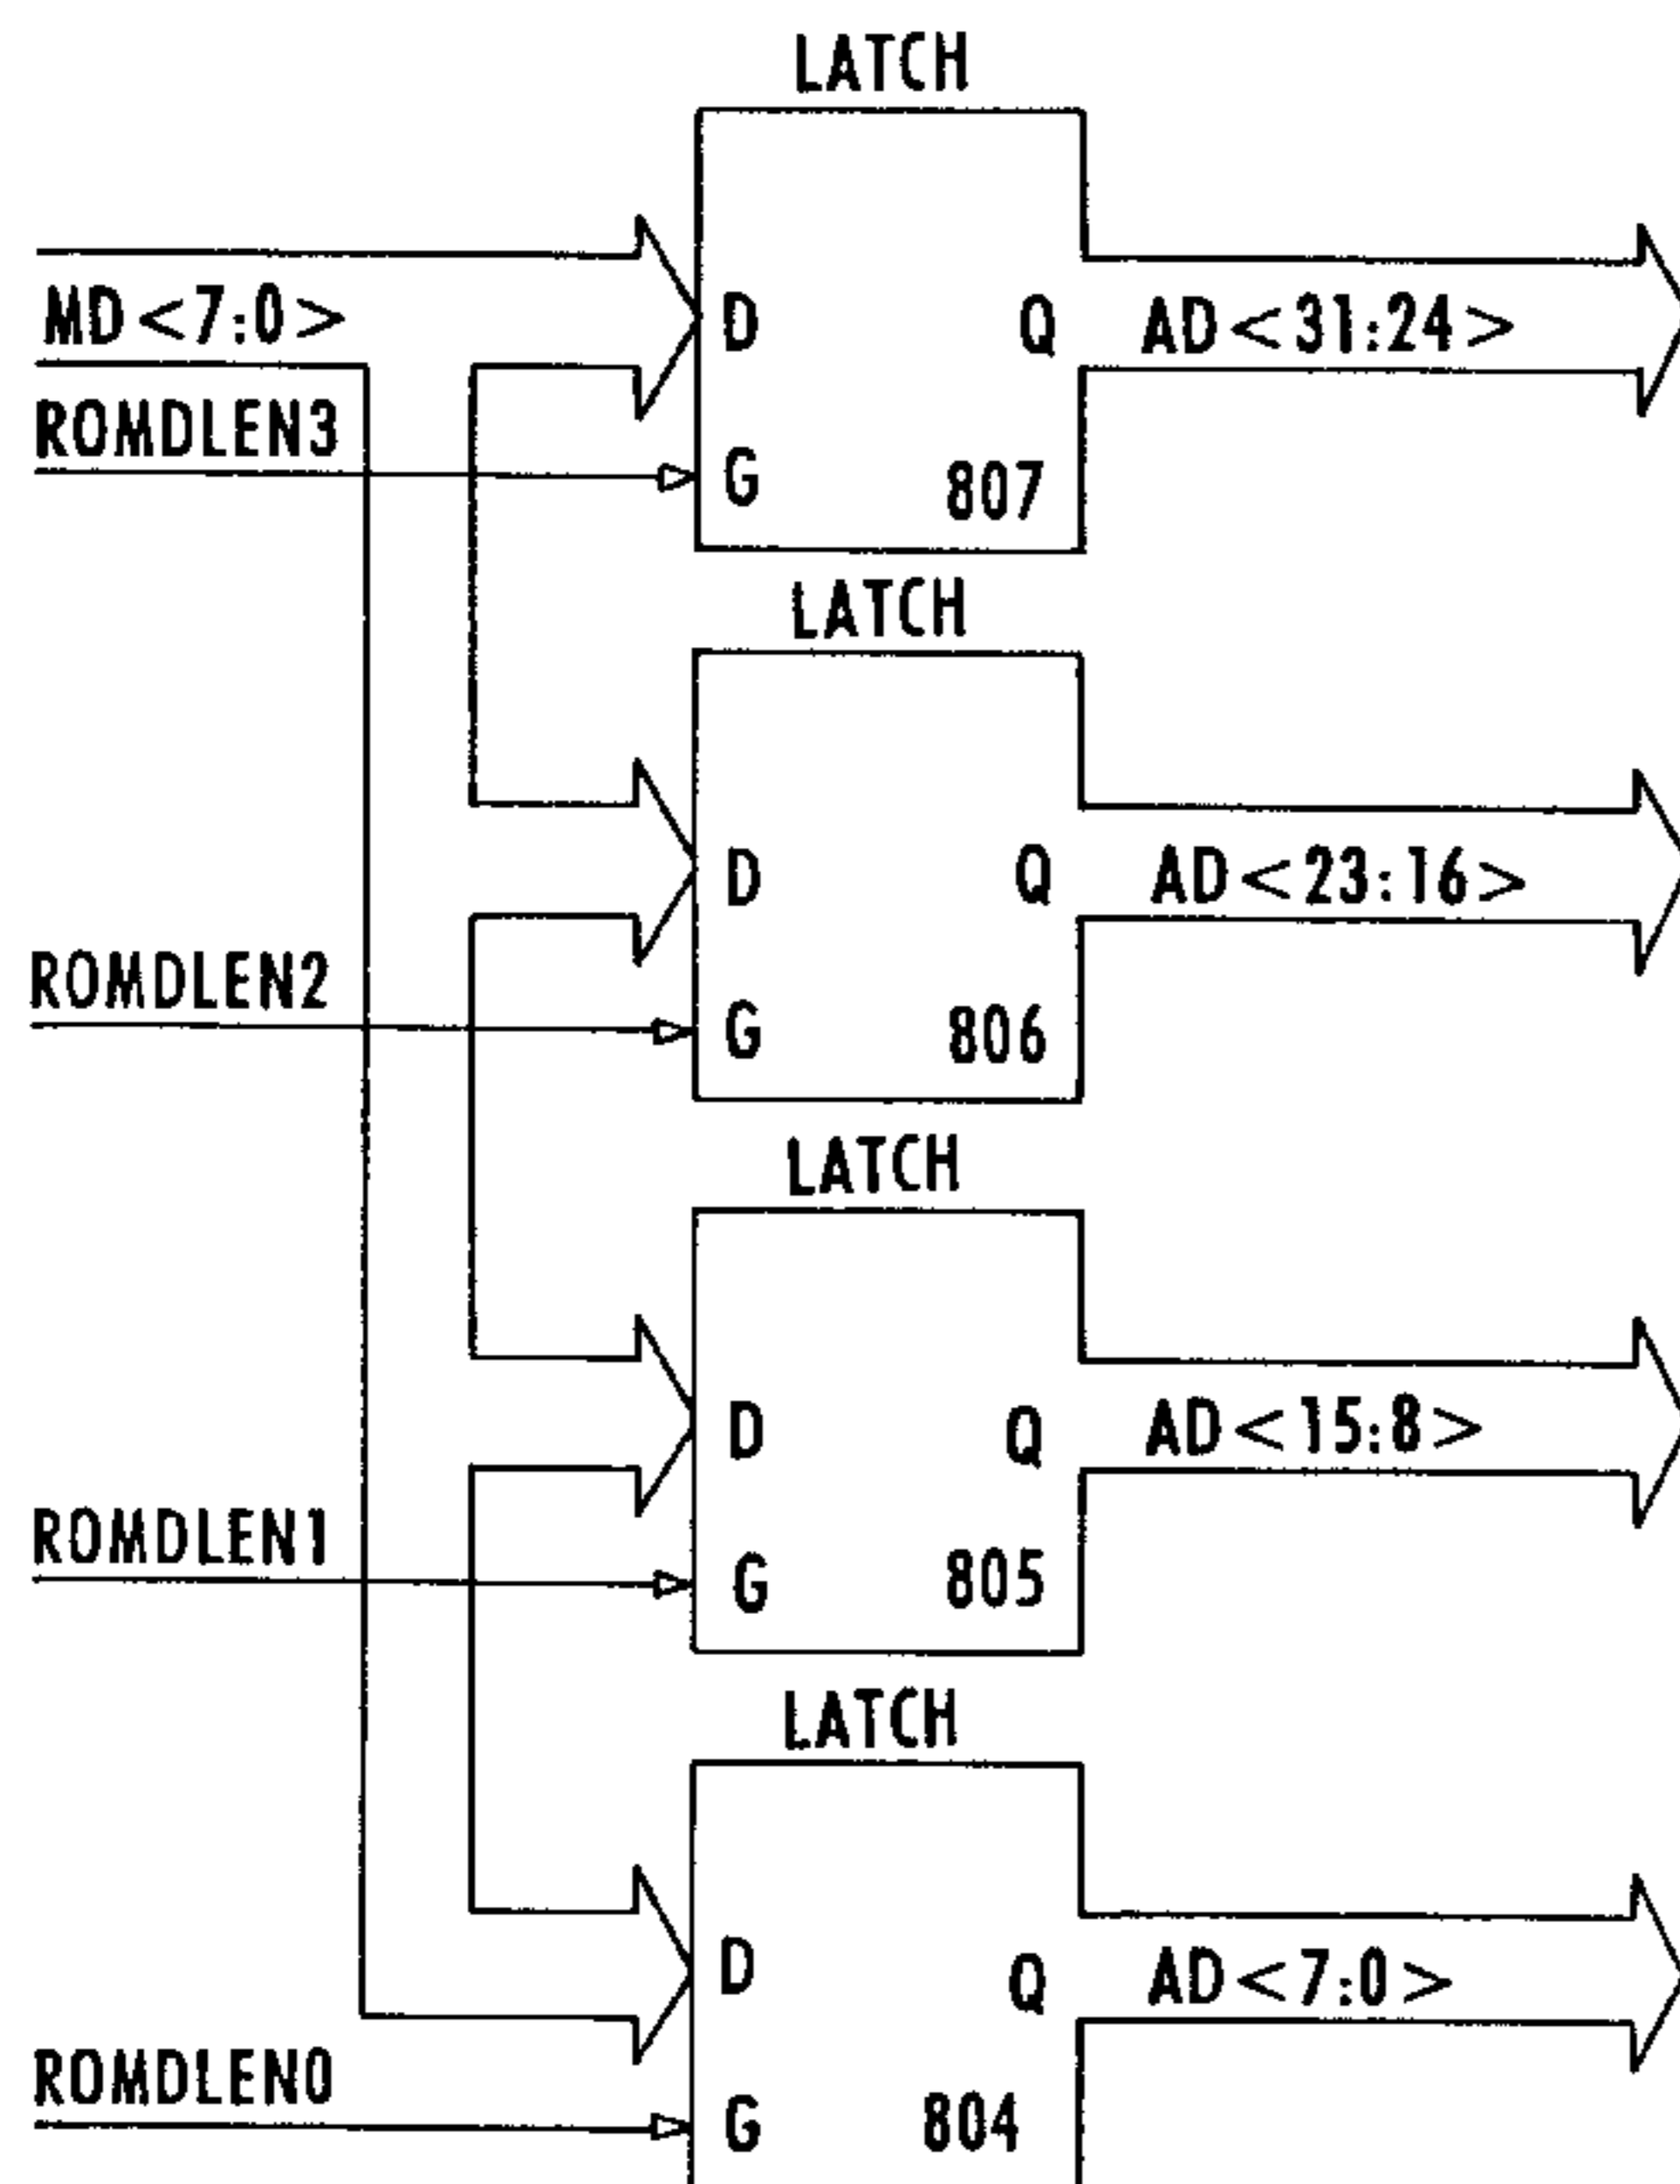 LATCH
MD<7:0>
D
Q
AD<31:24>
ROMDLEN3
G
807
LATCH
D
Q
AD<23:16>
ROMDLEN2
G
806
LATCH
D
Q
AD<15:8>
ROMDLEN1
G
805
LATCH
D
Q
AD<7:0>
ROMDLEN0
G
804